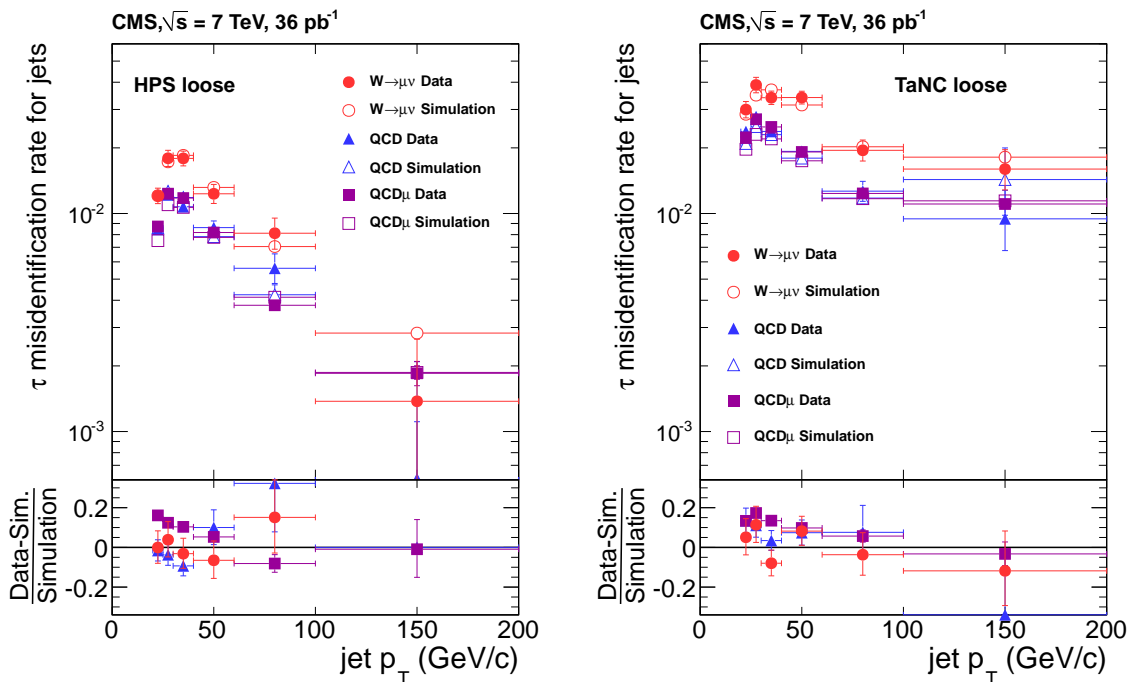 CMS,√s = 7 TeV, 36 pb⁻¹
HPS loose
W→μν Data
W→μν Simulation
QCD Data
QCD Simulation
QCDμ Data
QCDμ Simulation
τ misidentification rate for jets
10⁻²
10⁻³
Data-Sim.
Simulation
0.2
0
-0.2
0 50 100 150 200
jet p_T (GeV/c)
CMS,√s = 7 TeV, 36 pb⁻¹
TaNC loose
W→μν Data
W→μν Simulation
QCD Data
QCD Simulation
QCDμ Data
QCDμ Simulation
τ misidentification rate for jets
10⁻²
10⁻³
Data-Sim.
Simulation
0.2
0
-0.2
0 50 100 150 200
jet p_T (GeV/c)